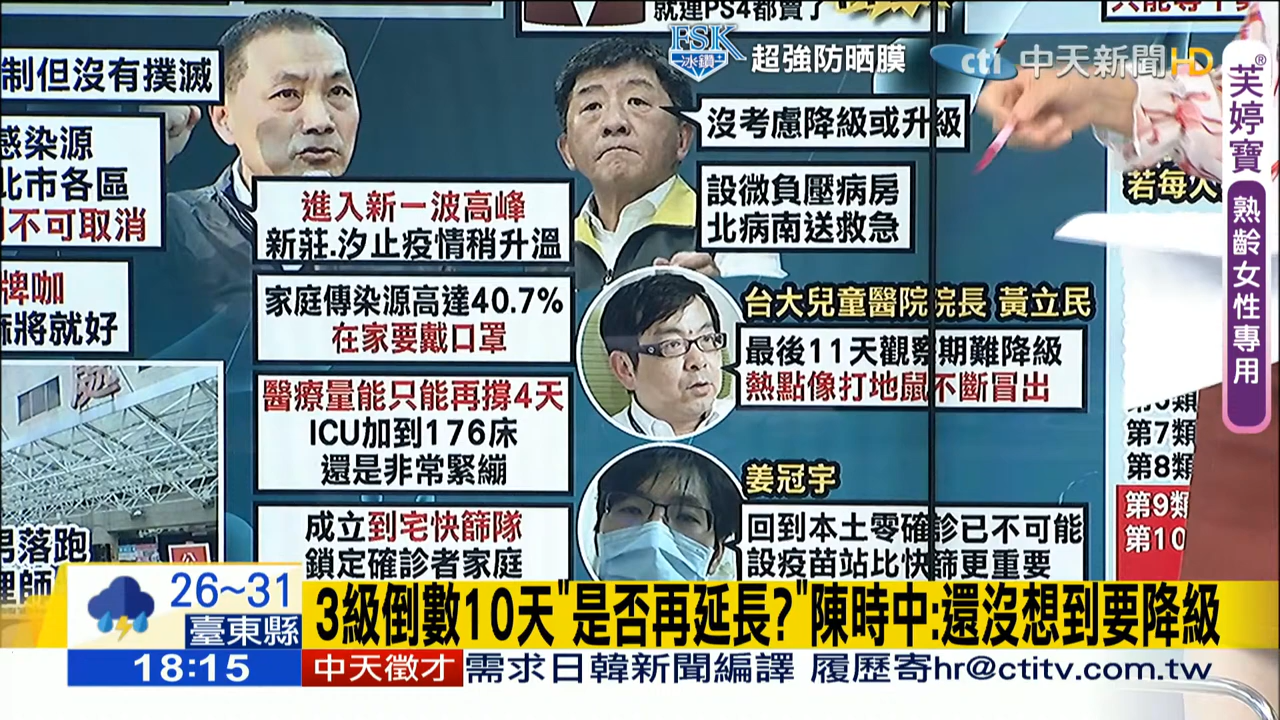 就連PS4都賣了
FSK
冰鑽
超強防晒膜
cti 中天新聞HD
芙婷寶®
熟齡女性專用
制但沒有撲滅
感染源
北市各區
不可取消
牌咖
麻將就好
進入新一波高峰
新莊.汐止疫情稍升溫
家庭傳染源高達40.7%
在家要戴口罩
醫療量能只能再撐4天
ICU加到176床
還是非常緊繃
成立到宅快篩隊
鎖定確診者家庭
沒考慮降級或升級
設微負壓病房
北病南送救急
台大兒童醫院院長 黃立民
最後11天觀察期難降級
熱點像打地鼠不斷冒出
姜冠宇
回到本土零確診已不可能
設疫苗站比快篩更重要
若每人
第7類
第8類
第9類
第10
男落跑
理師
26~31
臺東縣
18:15
3級倒數10天"是否再延長?"陳時中:還沒想到要降級
中天徵才 需求日韓新聞編譯 履歷寄hr@ctitv.com.tw